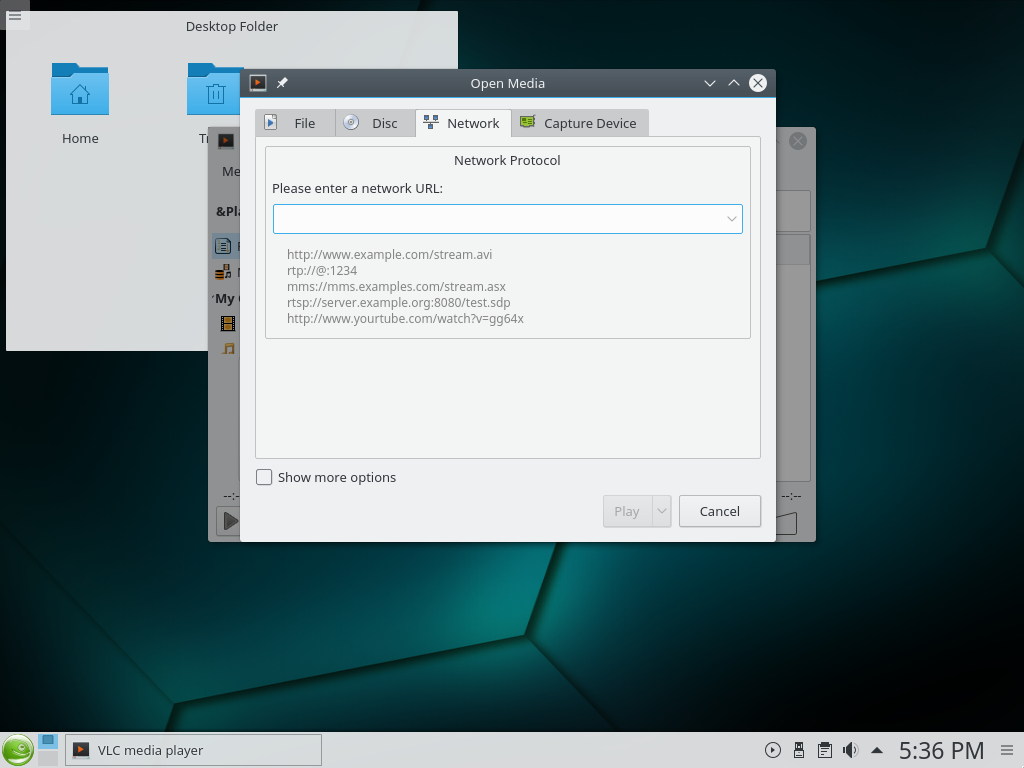 Desktop Folder
Home
Open Media
File
Disc
Network
Capture Device
Network Protocol
Please enter a network URL:
http://www.example.com/stream.avi
rtp://@:1234
mms://mms.examples.com/stream.asx
rtsp://server.example.org:8080/test.sdp
http://www.yourtube.com/watch?v=gg64x
Show more options
Play
Cancel
&Pla
'My
--:--
VLC media player
5:36 PM